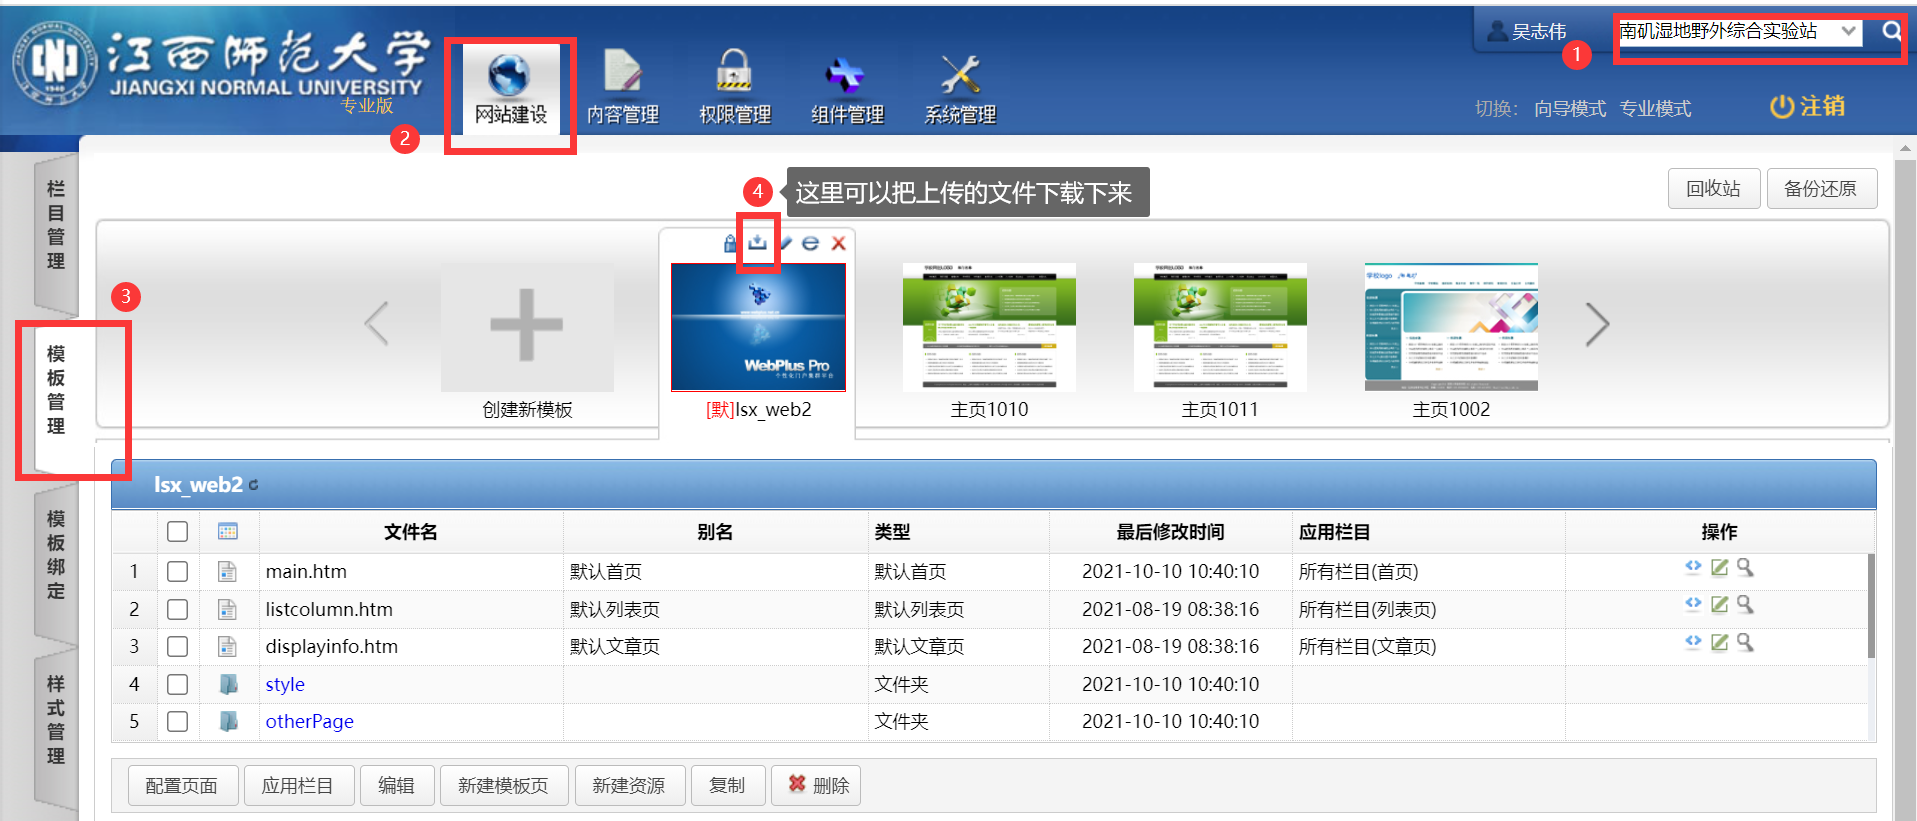 江西师范大学
JIANGXI NORMAL UNIVERSITY
专业版
网站建设
内容管理
权限管理
组件管理
系统管理
吴志伟
南矶湿地野外综合实验站
切换: 向导模式 专业模式
注销
1
2
3
4
这里可以把上传的文件下载下来
回收站
备份还原
栏目管理
模板管理
模板绑定
样式管理
创建新模板
WebPlus Pro
[默]lsx_web2
主页1010
主页1011
学校logo
主页1002
lsx_web2
文件名 别名 类型 最后修改时间 应用栏目 操作
1 main.htm 默认首页 默认首页 2021-10-10 10:40:10 所有栏目(首页)
2 listcolumn.htm 默认列表页 默认列表页 2021-08-19 08:38:16 所有栏目(列表页)
3 displayinfo.htm 默认文章页 默认文章页 2021-08-19 08:38:16 所有栏目(文章页)
4 style 文件夹 2021-10-10 10:40:10
5 otherPage 文件夹 2021-10-10 10:40:10
配置页面 应用栏目 编辑 新建模板页 新建资源 复制 删除